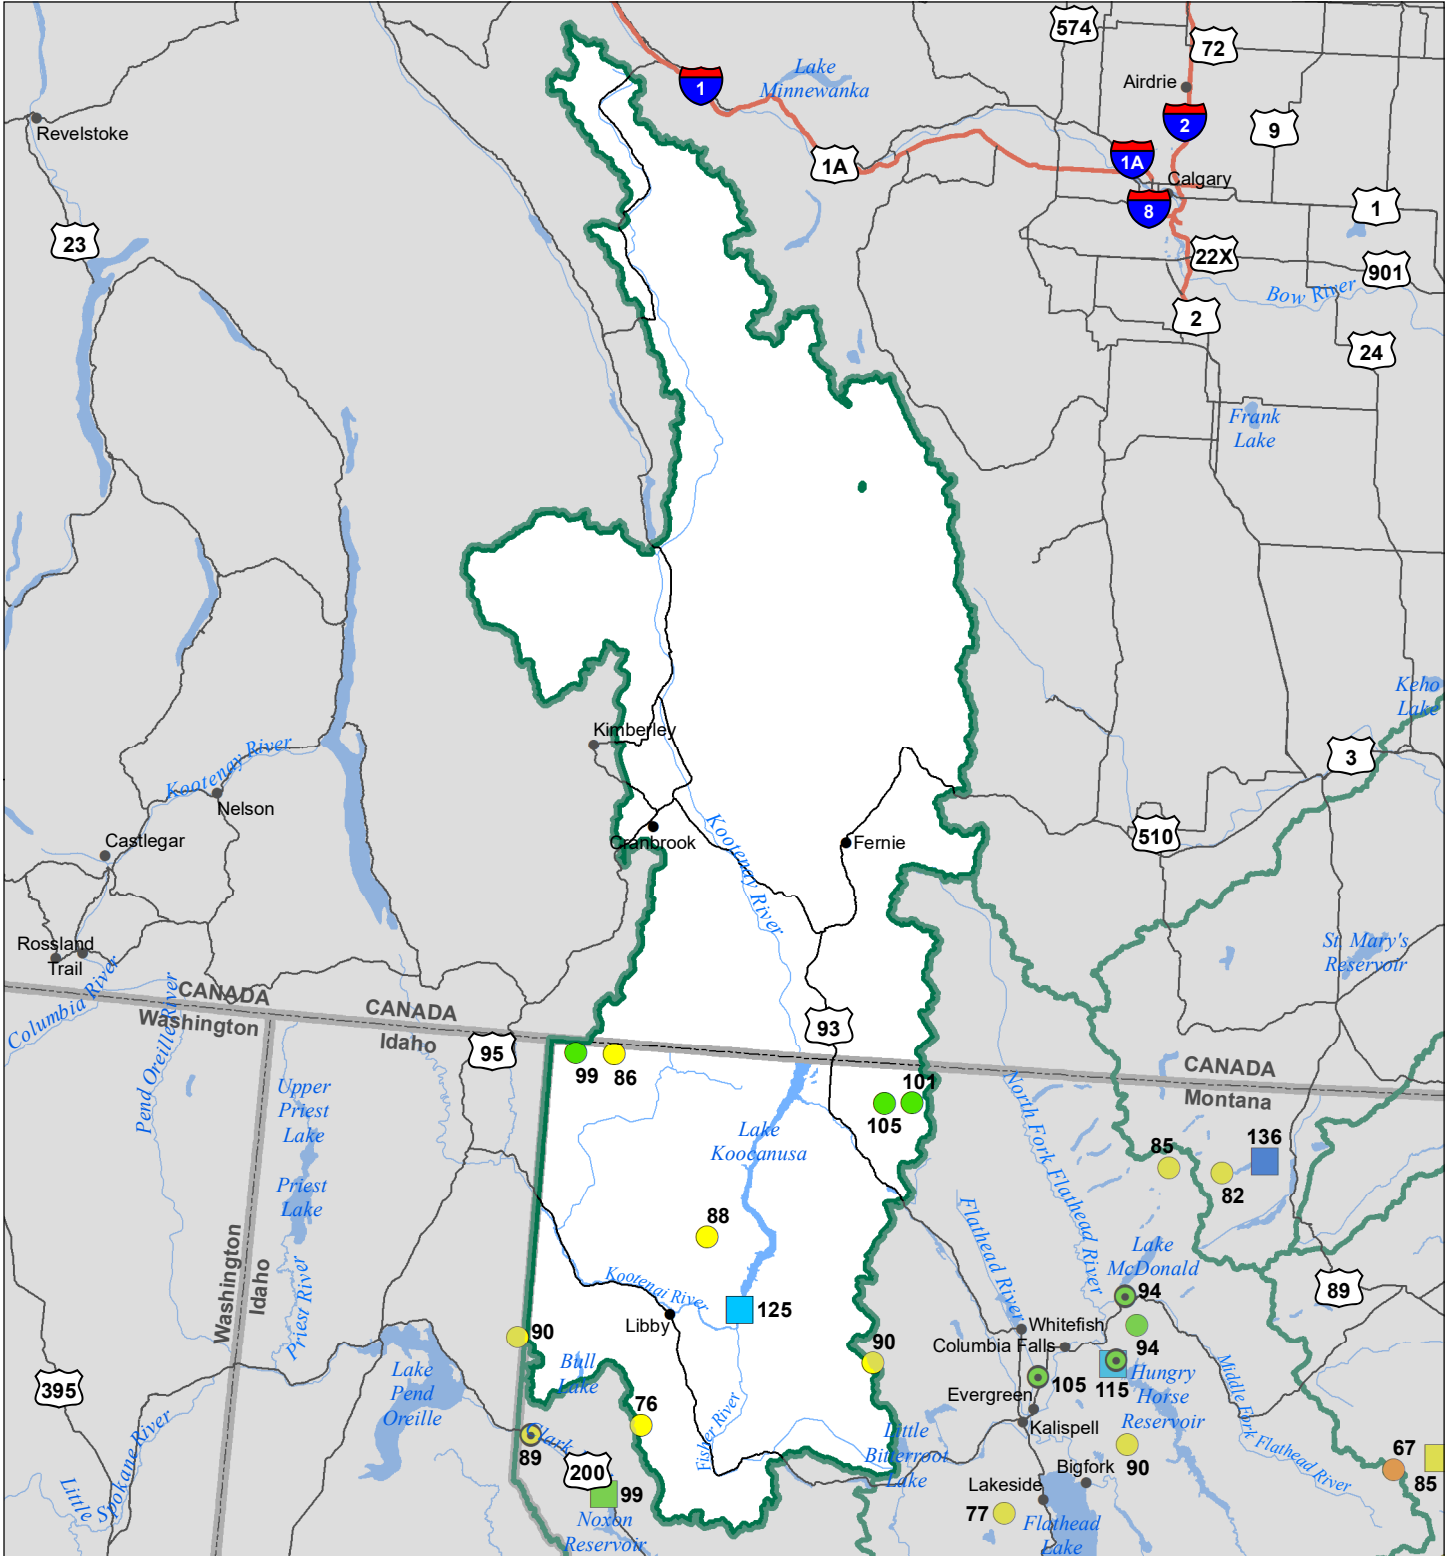 574
72
Airdrie
Lake
Minnewanka
1
2
9
Revelstoke
1A
1A
Calgary
8
1
23
22X
901
Bow River
2
24
Frank
Lake
Keho
Lake
Kimberley
Kootenay River
3
Nelson
Kootenay River
510
Castlegar
Cranbrook
Fernie
Rossland
Trail
St. Mary's
Reservoir
Columbia River
Pend Oreille River
CANADA
Washington
CANADA
Idaho
95
93
CANADA
Montana
99
86
101
105
North Fork Flathead River
Upper
Priest
Lake
Lake
Koocanusa
85
136
82
Priest
Lake
88
Flathead River
Lake
McDonald
Washington
Idaho
Priest River
Kootenai River
125
Libby
94
89
Whitefish
Columbia Falls
94
90
90
Bull
Lake
115
Hungry
Horse
Reservoir
Middle Fork
Flathead River
395
Lake
Pend
Oreille
105
Evergreen
Kalispell
76
Fisher River
Clark
89
Little
Bitterroot
Lake
90
Little
Spokane River
200
99
Noxon
Reservoir
Bigfork
Lakeside
77
Flathead
Lake
67
85